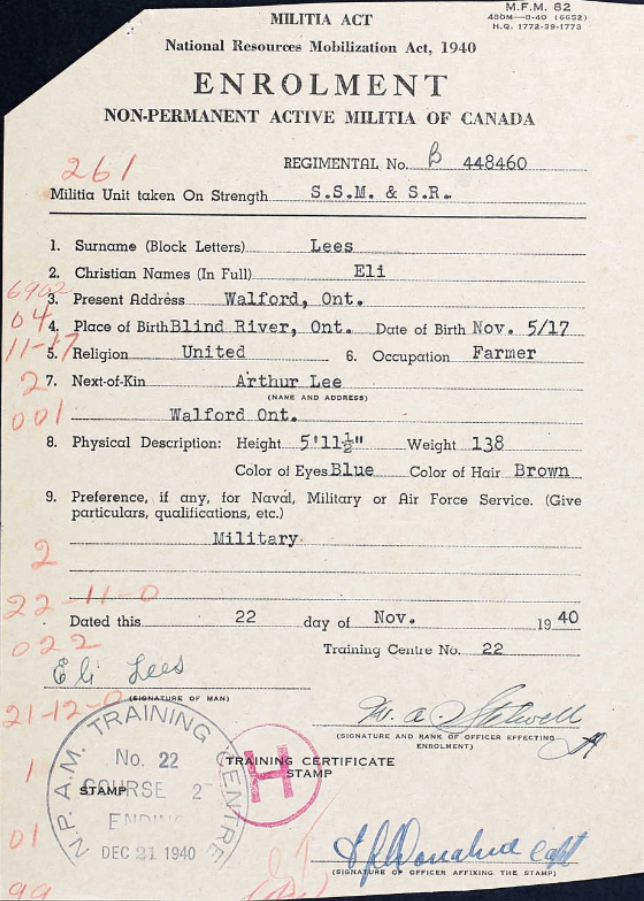 MILITIA ACT
M.F.M. 82
480M—9-40 (6652)
H.Q. 1772-39-1773
National Resources Mobilization Act, 1940
ENROLMENT
NON-PERMANENT ACTIVE MILITIA OF CANADA
261
REGIMENTAL No. B 448460
Militia Unit taken On Strength S.S.M. & S.R.
1. Surname (Block Letters) Lees
2. Christian Names (In Full) Eli
6902
3. Present Address Walford, Ont.
04
4. Place of Birth Blind River, Ont. Date of Birth Nov. 5/17
11-17
5. Religion United 6. Occupation Farmer
2
7. Next-of-Kin Arthur Lee
(NAME AND ADDRESS)
001
Walford Ont.
8. Physical Description: Height 5'11½" Weight 138
Color of Eyes Blue Color of Hair Brown
9. Preference, if any, for Naval, Military or Air Force Service. (Give
particulars, qualifications, etc.)
Military
2
22-11-0
Dated this 22 day of Nov. 1940
022
Training Centre No. 22
Eli Lees
(SIGNATURE OF MAN)
21-12-0
(SIGNATURE AND RANK OF OFFICER EFFECTING
ENROLMENT)
N.P.A.M. TRAINING CENTRE
No. 22
COURSE 2
ENDING
DEC 21 1940
STAMP
H
TRAINING CERTIFICATE
STAMP
1
01
99
Capt
(SIGNATURE OF OFFICER AFFIXING THE STAMP)